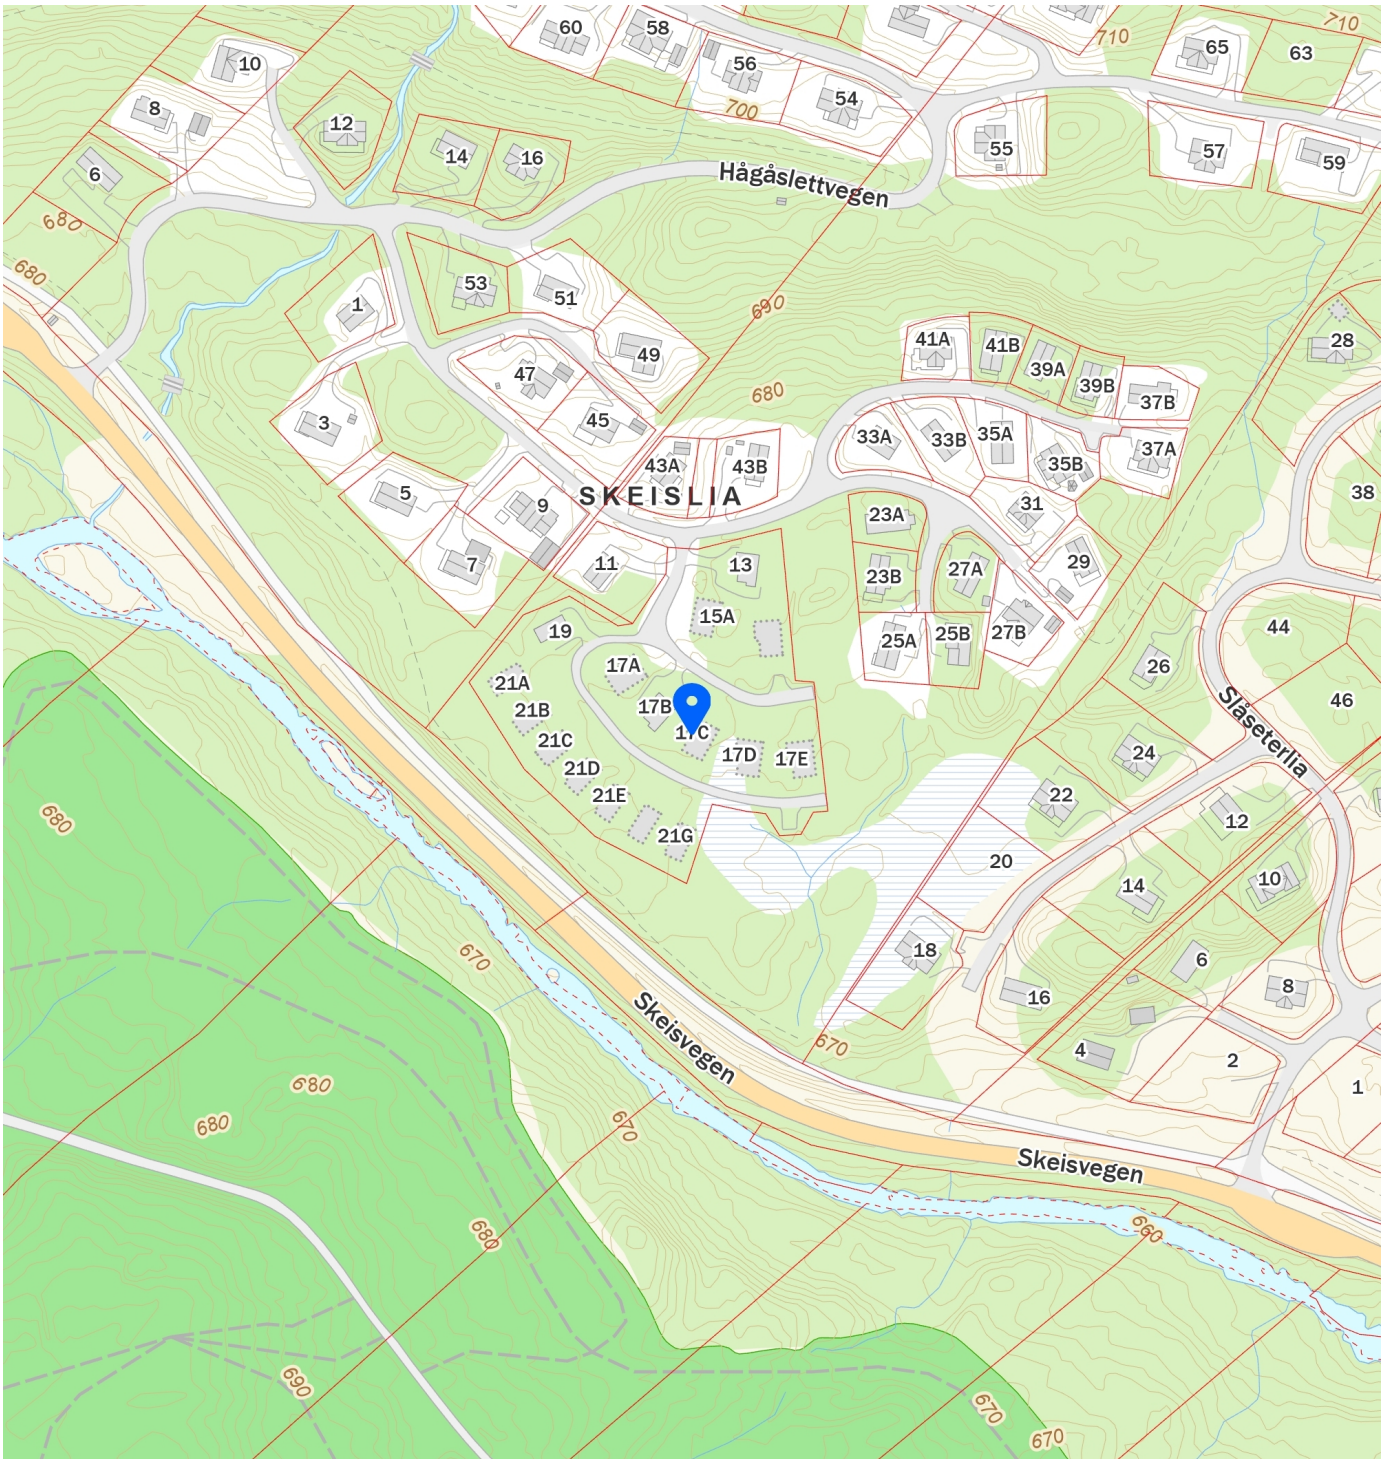 60
58
56
54
65
63
710
710
10
8
12
14
16
6
700
55
57
59
Hågåslettvegen
680
680
53
51
1
49
690
41A
41B
39A
39B
37B
28
47
45
3
680
33A
33B
35A
35B
37A
43A
43B
SKEISLIA
5
9
7
11
13
31
29
38
23A
23B
27A
27B
25A
25B
15A
19
17A
17B
17C
17D
17E
21A
21B
21C
21D
21E
21G
44
46
26
24
22
Slåseterlia
20
12
14
10
18
16
6
8
4
2
1
680
670
Skeisvegen
670
680
680
670
Skeisvegen
660
680
690
670
670